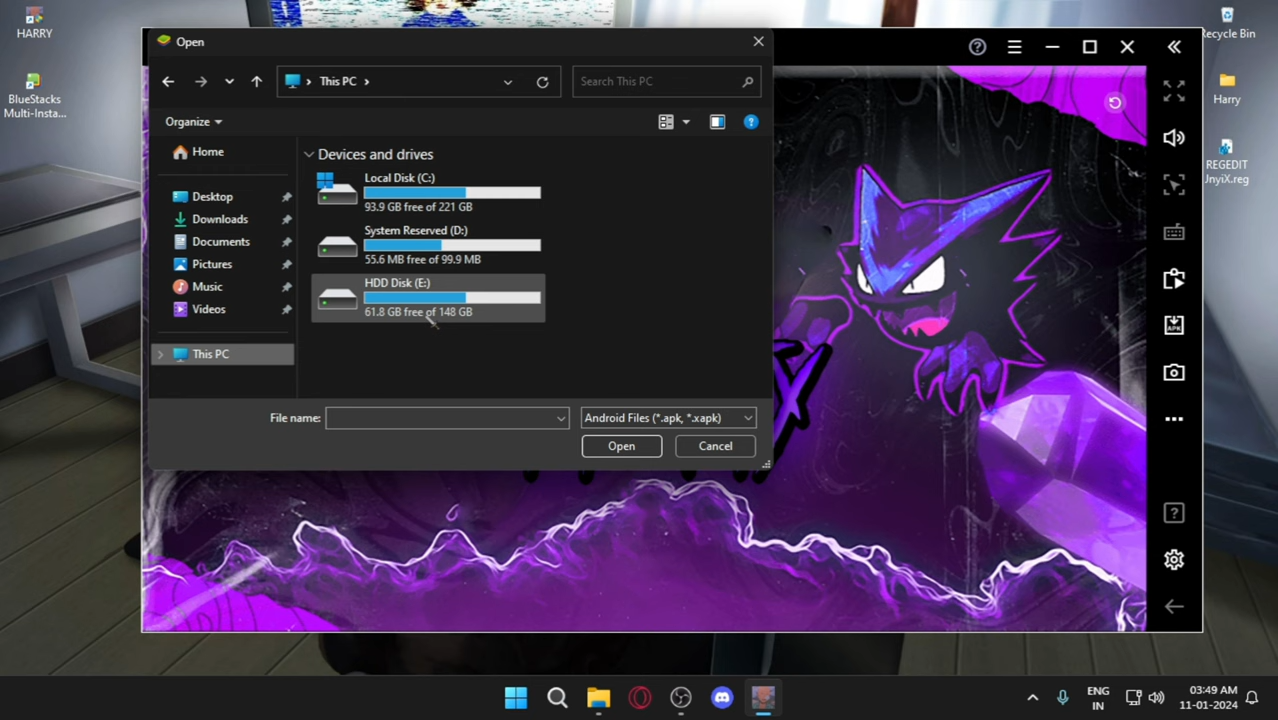 HARRY
BlueStacks
Multi-Insta...
Open
This PC
Search This PC
Organize
Home
Desktop
Downloads
Documents
Pictures
Music
Videos
This PC
Devices and drives
Local Disk (C:)
93.9 GB free of 221 GB
System Reserved (D:)
55.6 MB free of 99.9 MB
HDD Disk (E:)
61.8 GB free of 148 GB
File name:
Android Files (*.apk, *.xapk)
Open
Cancel
APK
Recycle Bin
Harry
REGEDIT
JnyiX.reg
ENG
IN
03:49 AM
11-01-2024